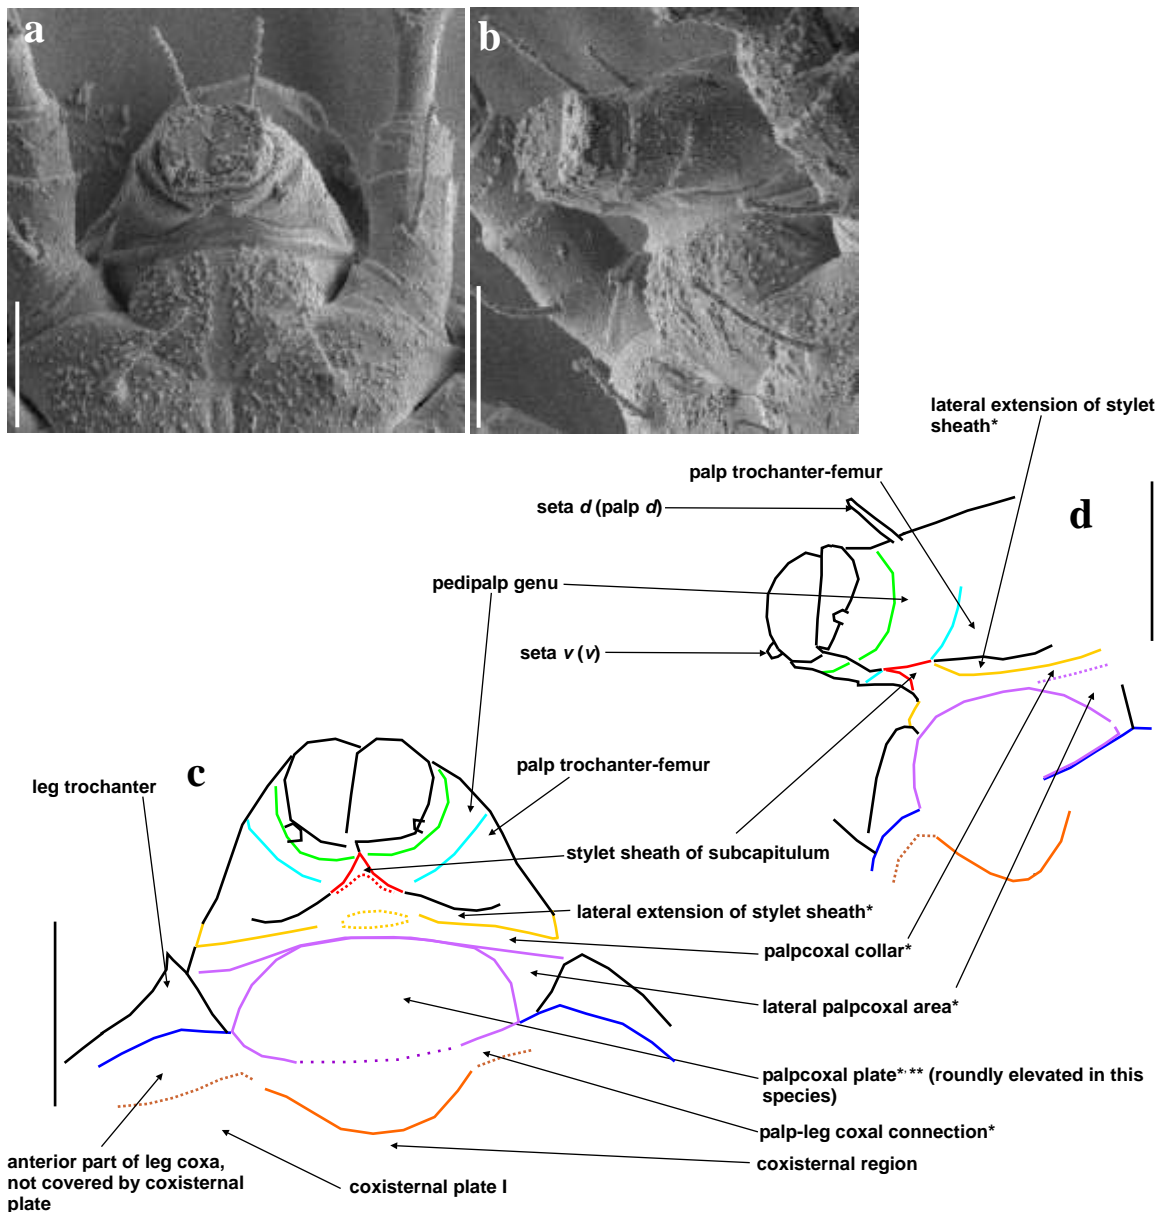 a
b
lateral extension of stylet
sheath*
palp trochanter-femur
seta d (palp d)
d
pedipalp genu
seta v (v)
c
palp trochanter-femur
leg trochanter
stylet sheath of subcapitulum
lateral extension of stylet sheath*
palpcoxal collar*
lateral palpcoxal area*
palpcoxal plate*,** (roundly elevated in this
species)
palp-leg coxal connection*
coxisternal region
anterior part of leg coxa,
not covered by coxisternal
plate
coxisternal plate I